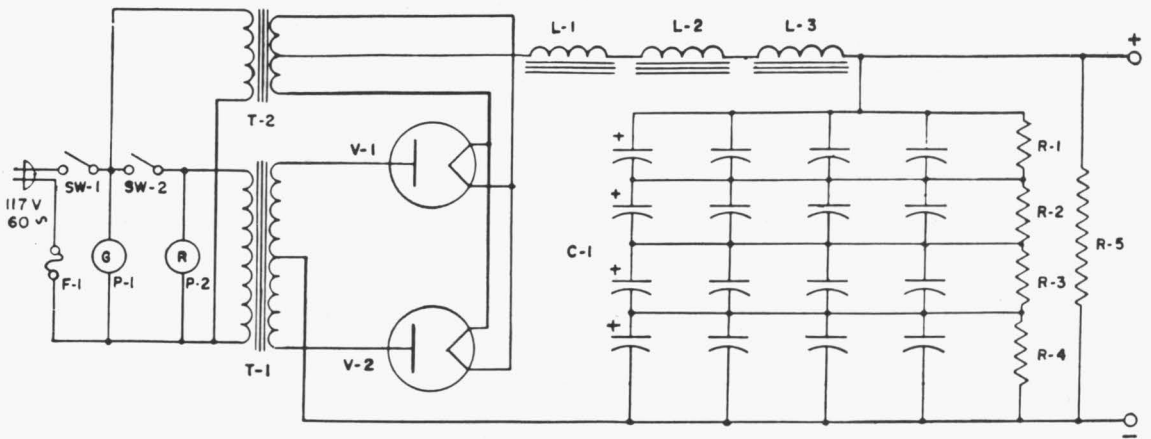 L-1 L-2 L-3
+
T-2
V-1
+
R-1
SW-1 SW-2
117 V
60 ~
+
R-2
G
R
C-1
R-5
F-1 P-1 P-2
+
R-3
+
T-1
V-2
R-4
-